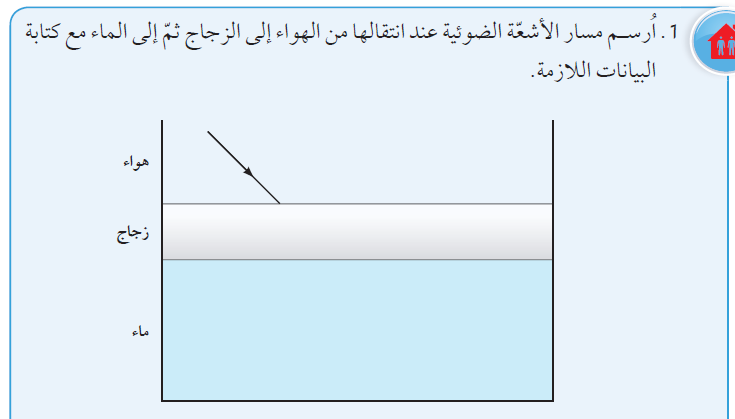 1. أُرسـم مسار الأشعّة الضوئية عند انتقالها من الهواء إلى الزجاج ثمّ إلى الماء مع كتابة
البيانات اللازمة.
هواء
زجاج
ماء